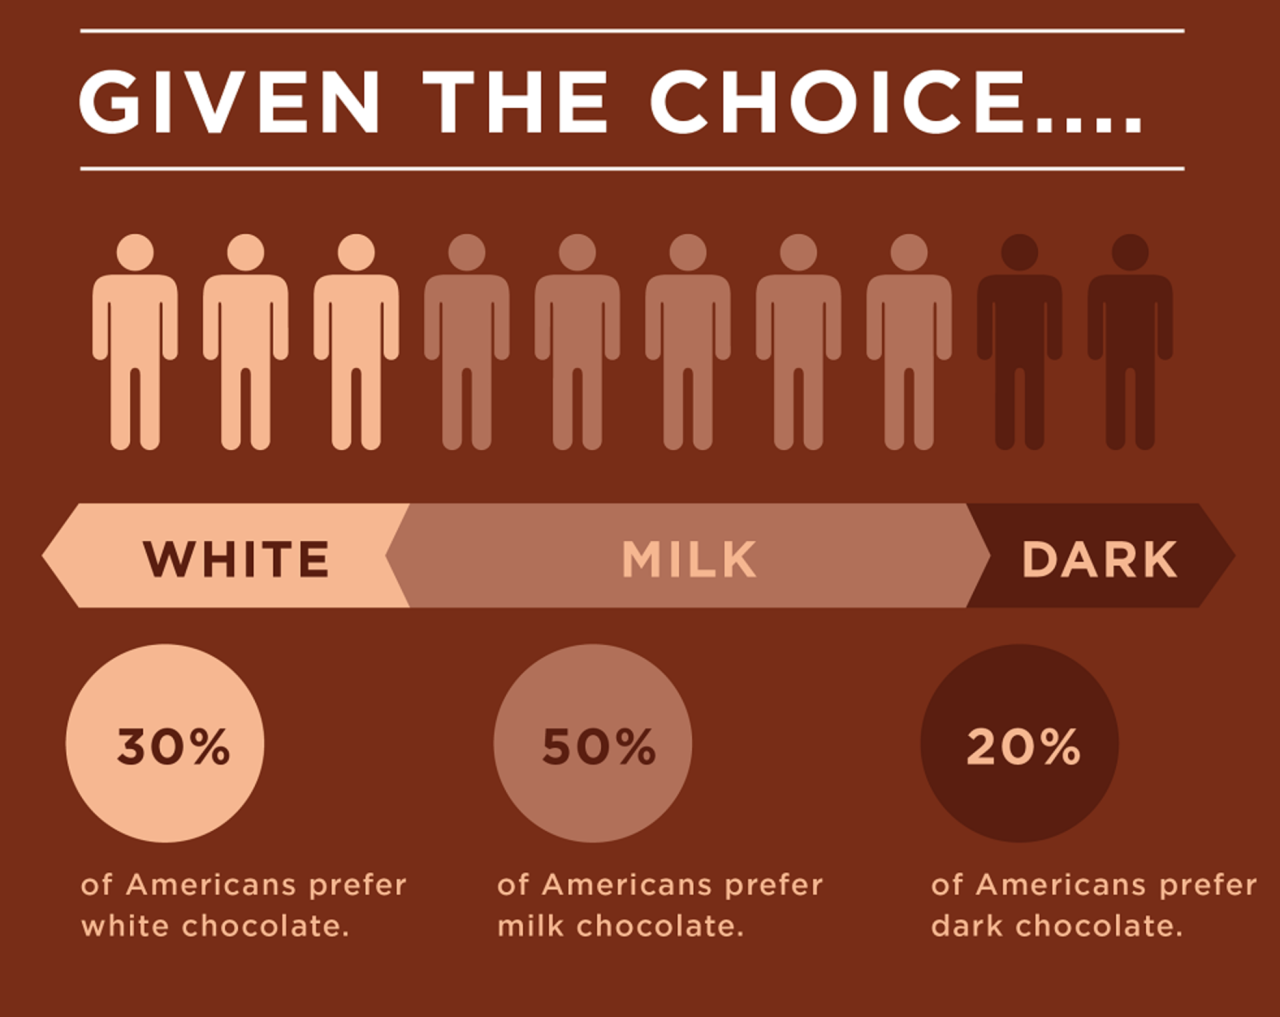 GIVEN THE CHOICE....
WHITE
MILK
DARK
30%
50%
20%
of Americans prefer
white chocolate.
of Americans prefer
milk chocolate.
of Americans prefer
dark chocolate.